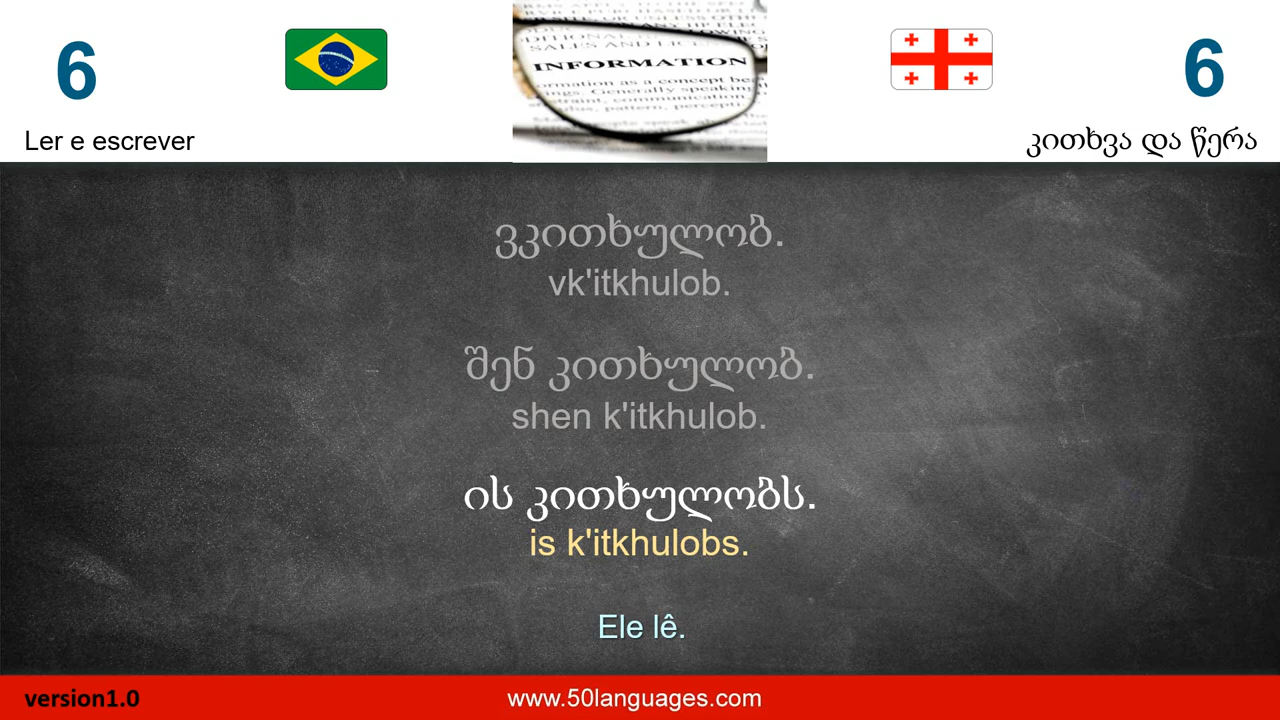 6
6
Ler e escrever
კითხვა და წერა
INFORMATION
ვკითხულობ.
vk'itkhulob.
შენ კითხულობ.
shen k'itkhulob.
ის კითხულობს.
is k'itkhulobs.
Ele lê.
version1.0
www.50languages.com